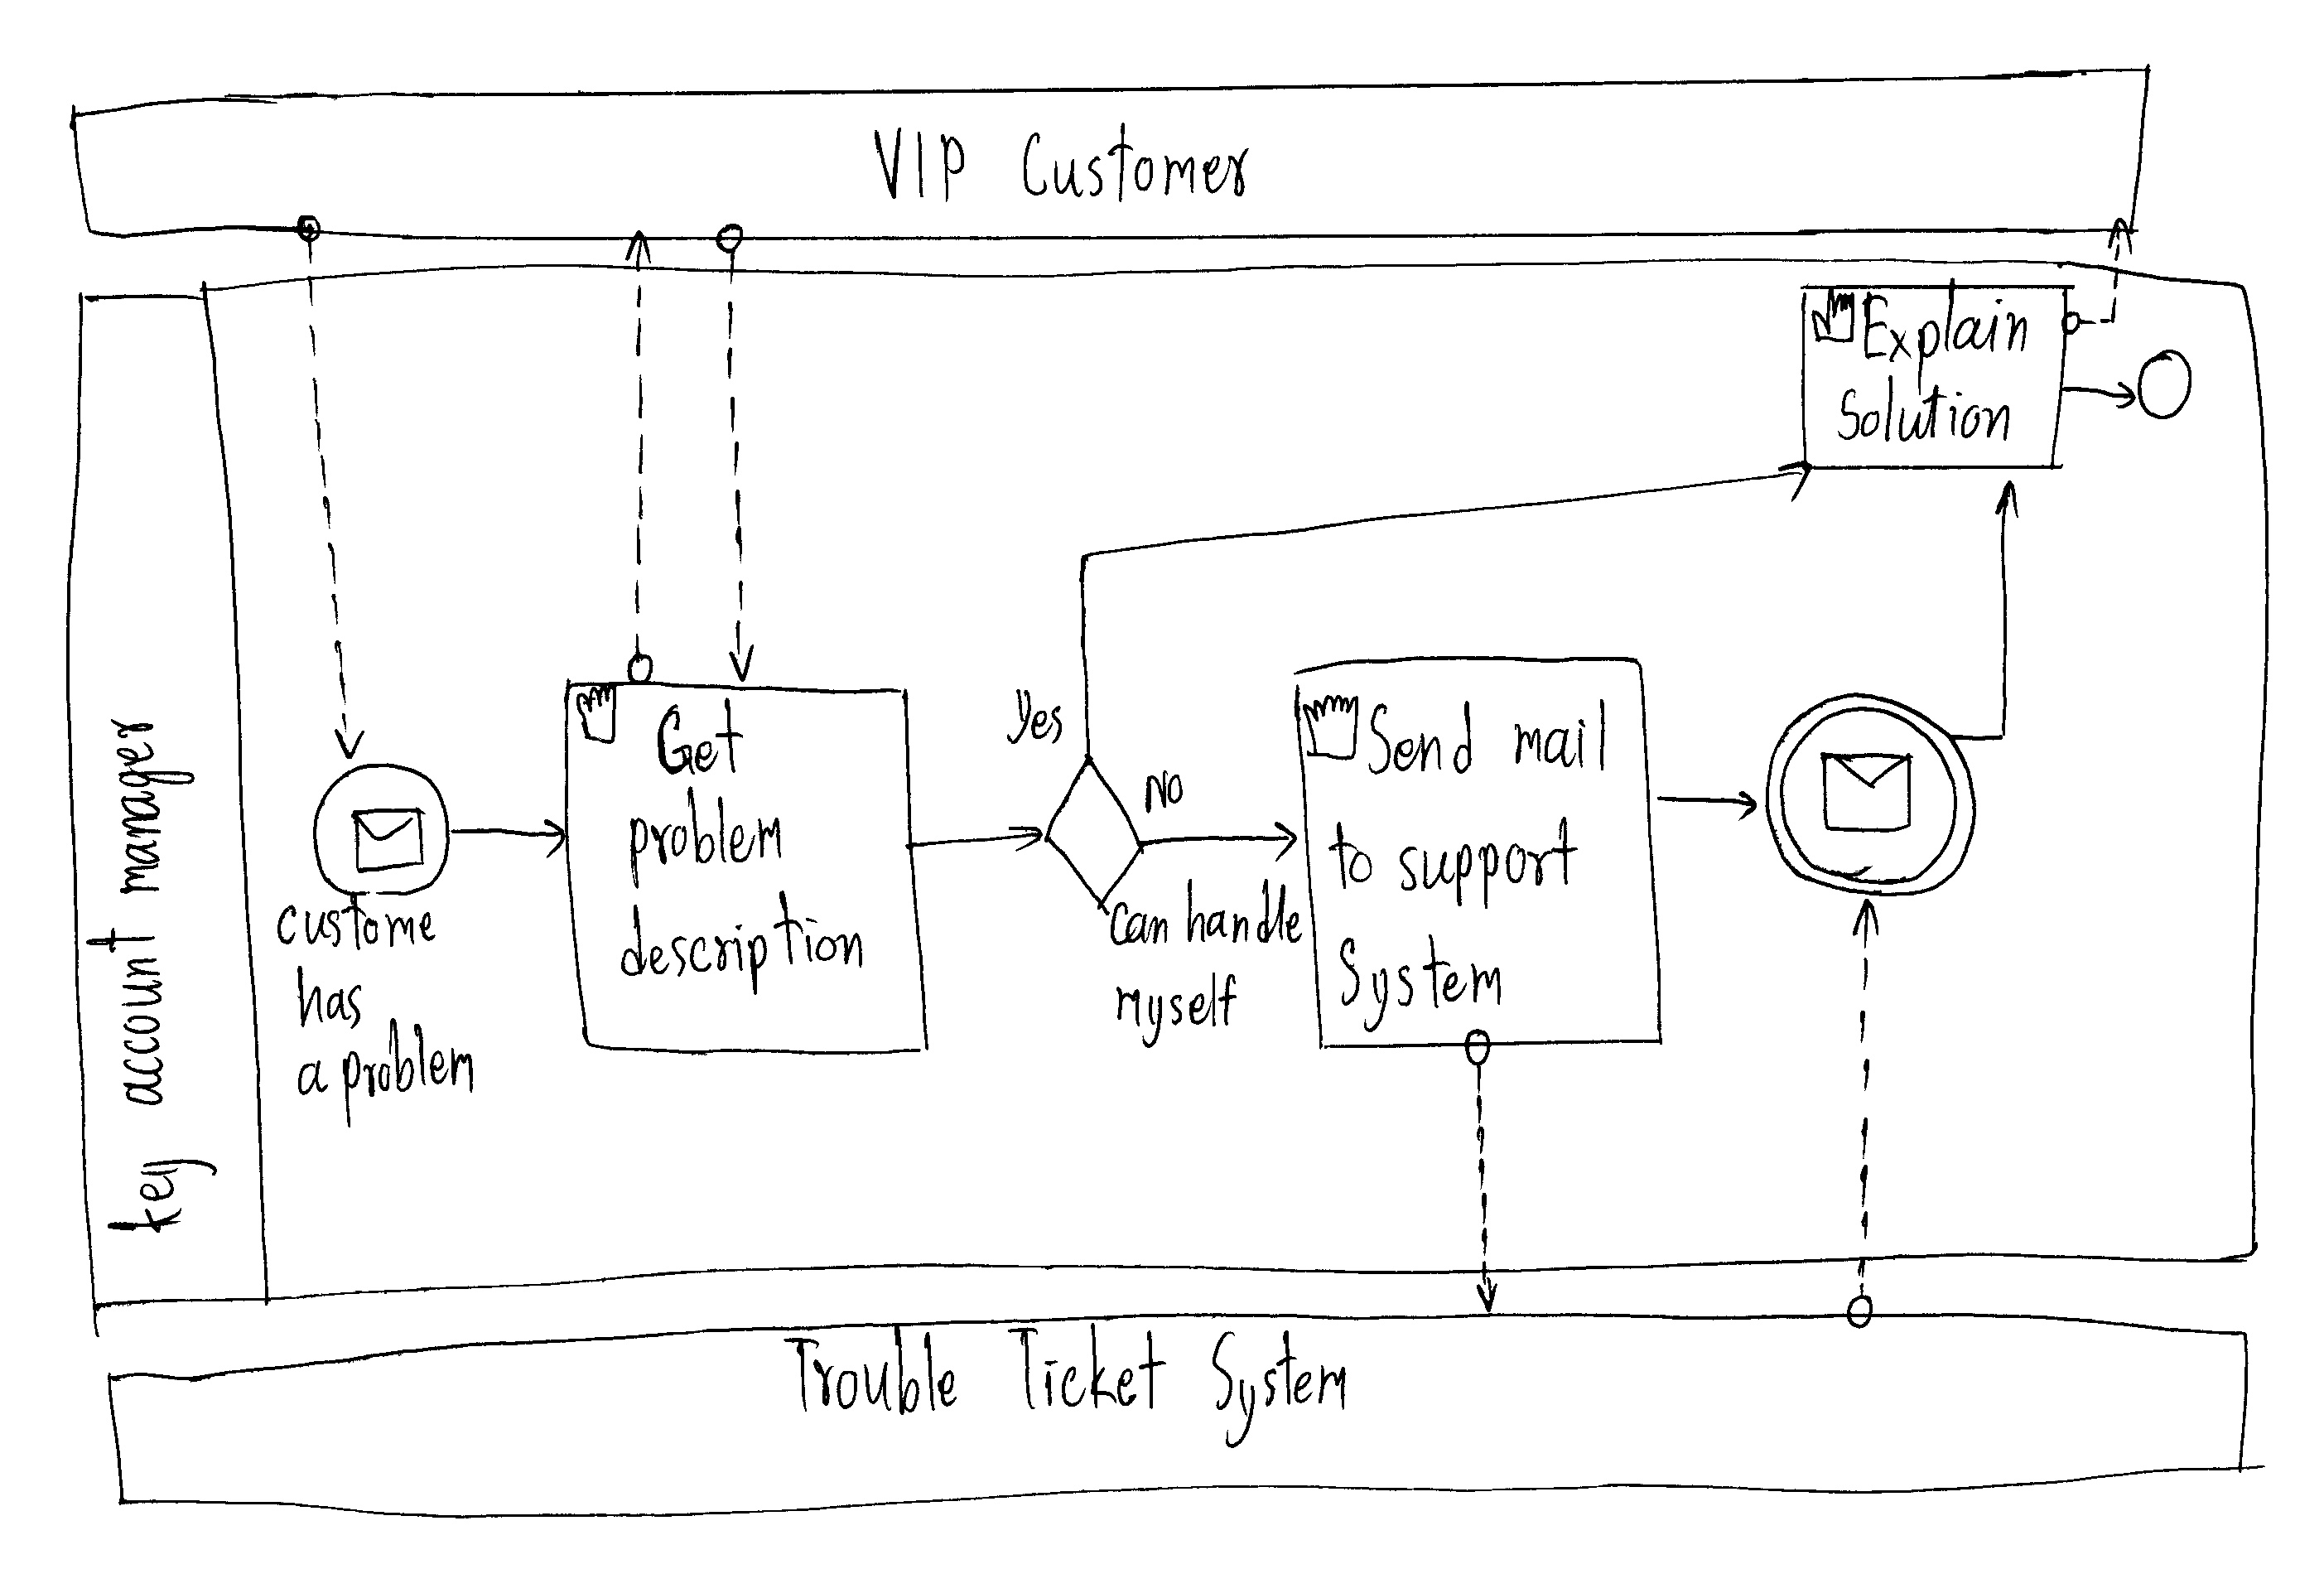 VIP Customer
Explain
Solution
key account manager
custome
has
a problem
Get
problem
description
Yes
No
can handle
myself
Send mail
to support
System
Trouble Ticket System